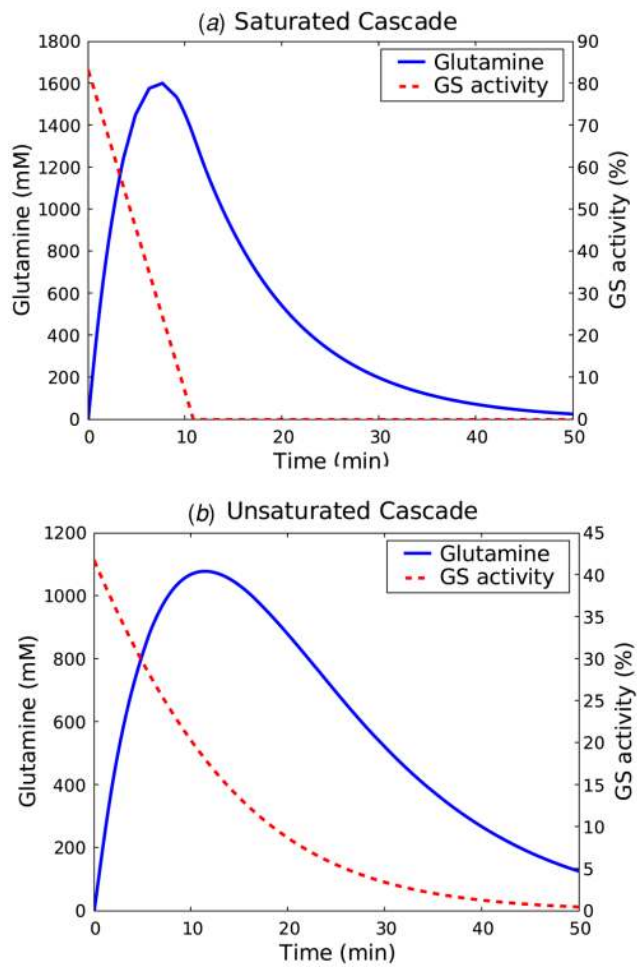 (a) Saturated Cascade
1800
1600
1400
1200
1000
800
600
400
200
0
Glutamine (mM)
90
80
70
60
50
40
30
20
10
0
GS activity (%)
Glutamine
GS activity
0 10 20 30 40 50
Time (min)
(b) Unsaturated Cascade
1200
1000
800
600
400
200
0
Glutamine (mM)
45
40
35
30
25
20
15
10
5
0
GS activity (%)
Glutamine
GS activity
0 10 20 30 40 50
Time (min)